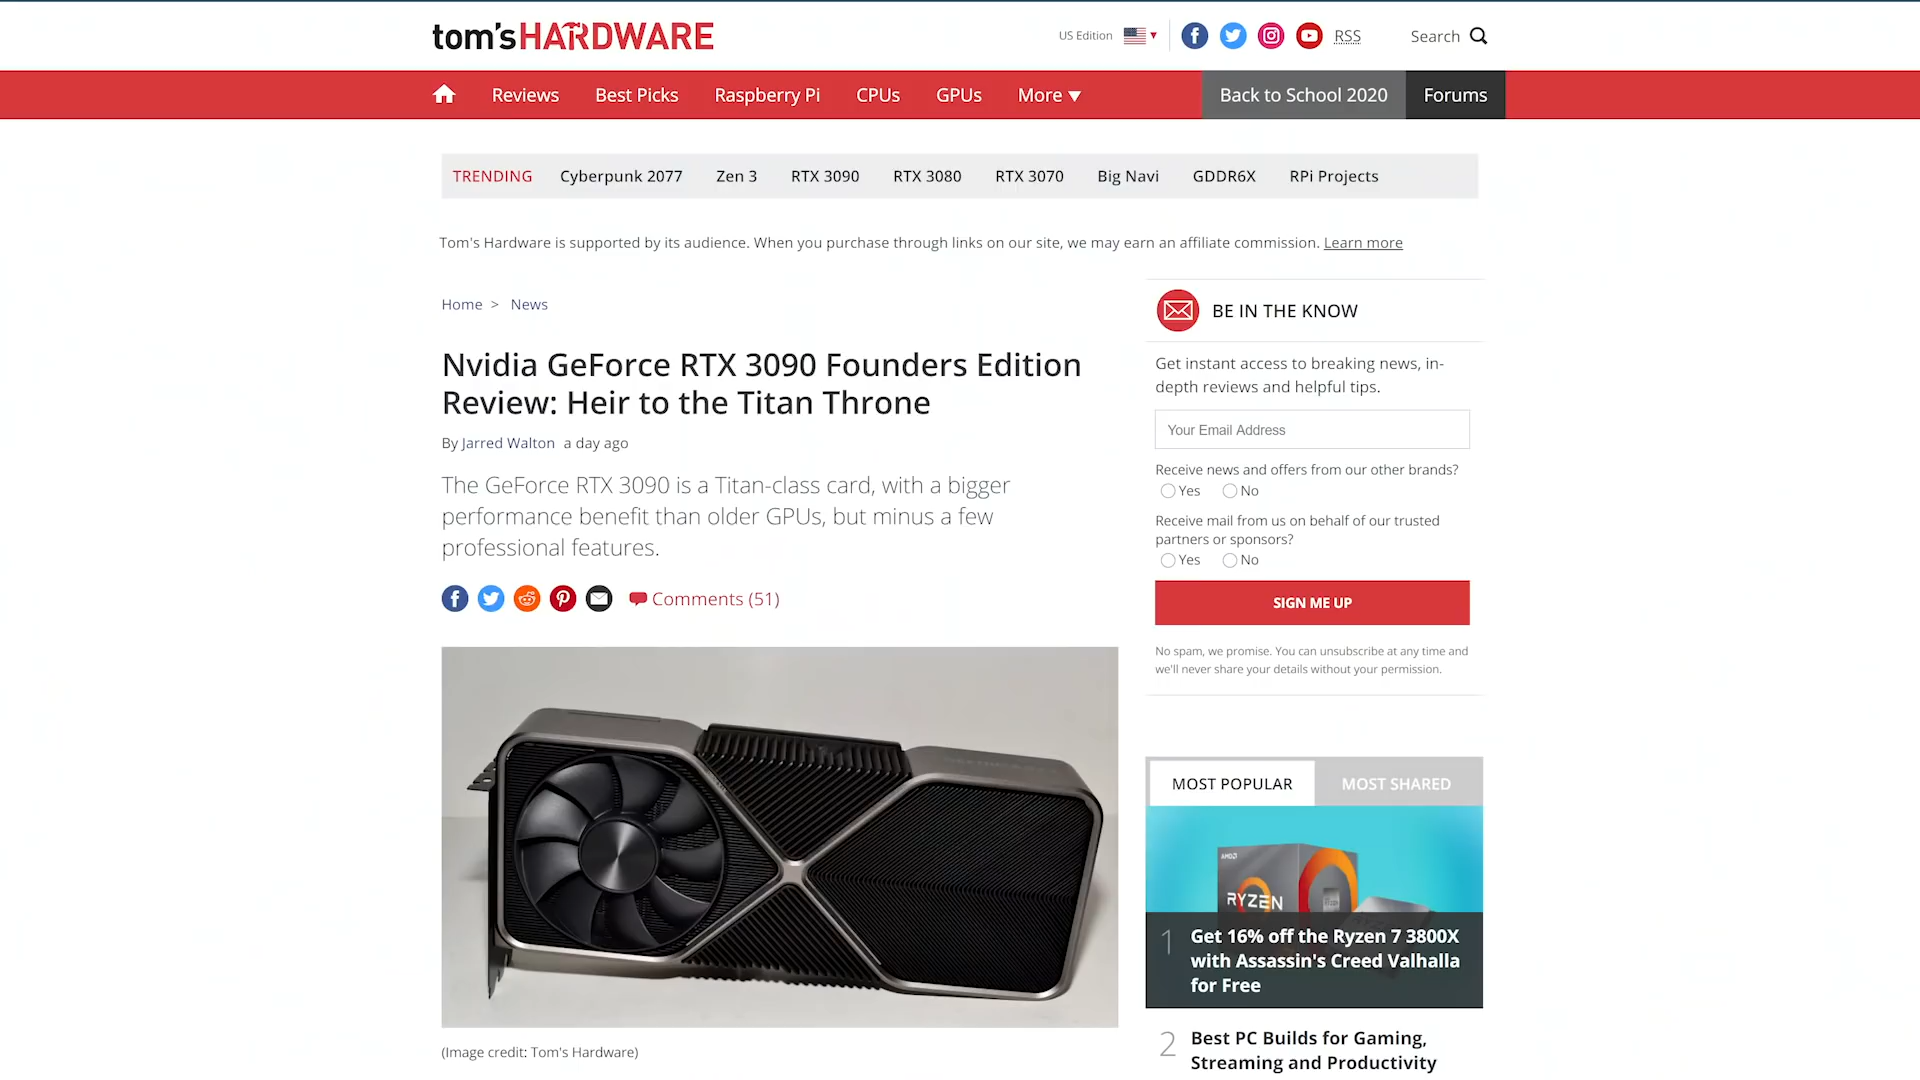 tom'sHARDWARE
US Edition
RSS
Search
Reviews
Best Picks
Raspberry Pi
CPUs
GPUs
More
Back to School 2020
Forums
TRENDING
Cyberpunk 2077
Zen 3
RTX 3090
RTX 3080
RTX 3070
Big Navi
GDDR6X
RPi Projects
Tom's Hardware is supported by its audience. When you purchase through links on our site, we may earn an affiliate commission. Learn more
Home > News
Nvidia GeForce RTX 3090 Founders Edition
Review: Heir to the Titan Throne
By Jarred Walton a day ago
The GeForce RTX 3090 is a Titan-class card, with a bigger
performance benefit than older GPUs, but minus a few
professional features.
Comments (51)
(Image credit: Tom's Hardware)
BE IN THE KNOW
Get instant access to breaking news, in-
depth reviews and helpful tips.
Your Email Address
Receive news and offers from our other brands?
Yes No
Receive mail from us on behalf of our trusted
partners or sponsors?
Yes No
SIGN ME UP
No spam, we promise. You can unsubscribe at any time and
we'll never share your details without your permission.
MOST POPULAR
MOST SHARED
AMD
RYZEN
1
Get 16% off the Ryzen 7 3800X
with Assassin's Creed Valhalla
for Free
2
Best PC Builds for Gaming,
Streaming and Productivity